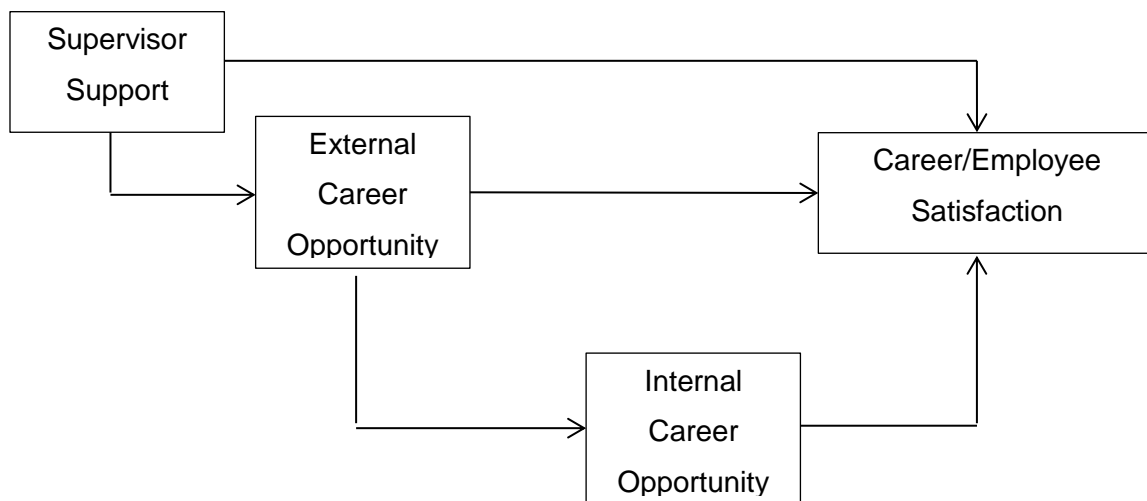 Supervisor
Support
External
Career
Opportunity
Career/Employee
Satisfaction
Internal
Career
Opportunity